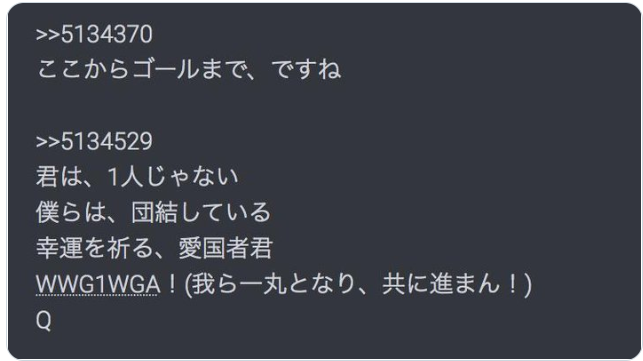 >>5134370
ここからゴールまで、ですね
>>5134529
君は、1人じゃない
僕らは、団結している
幸運を祈る、愛国者君
WWG1WGA！(我ら一丸となり、共に進まん！)
Q